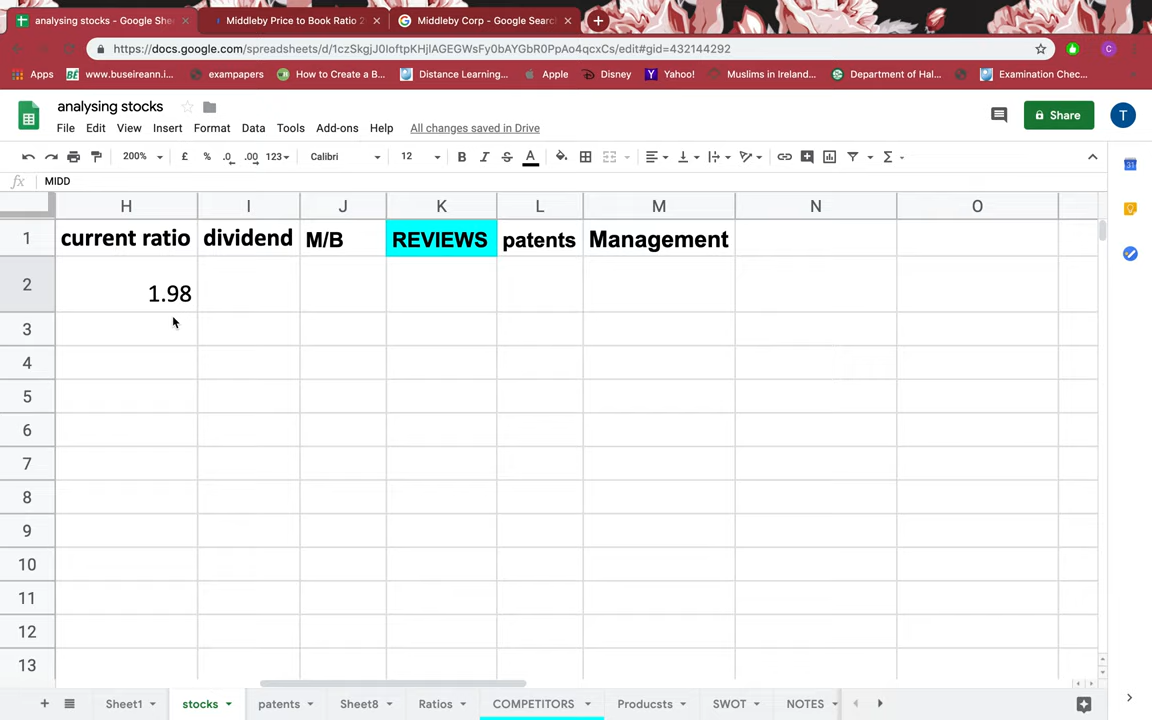 analysing stocks - Google She
Middleby Price to Book Ratio 2
Middleby Corp - Google Searc
https://docs.google.com/spreadsheets/d/1czSkgjJ0IoftpKHjlAGEGWsFy0bAYGbR0PpAo4qcxCs/edit#gid=432144292
C
Apps
BÉ www.buseireann.i...
exampapers
How to Create a B...
Distance Learning...
Apple
Disney
Y Yahoo!
Muslims in Ireland...
Department of Hal...
Examination Chec...
analysing stocks
File Edit View Insert Format Data Tools Add-ons Help All changes saved in Drive
Share
T
200% £ % .0 .00 123 Calibri 12 B I S A Σ
31
fx MIDD
H I J K L M N O
1 current ratio dividend M/B REVIEWS patents Management
2 1.98
3
4
5
6
7
8
9
10
11
12
13
+ Sheet1 stocks patents Sheet8 Ratios COMPETITORS Producsts SWOT NOTES